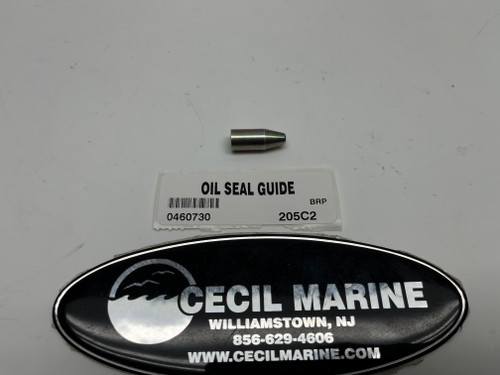 OIL SEAL GUIDE
BRP
0460730 205C2
CECIL MARINE
WILLIAMSTOWN, NJ
856-629-4606
WWW.CECILMARINE.COM